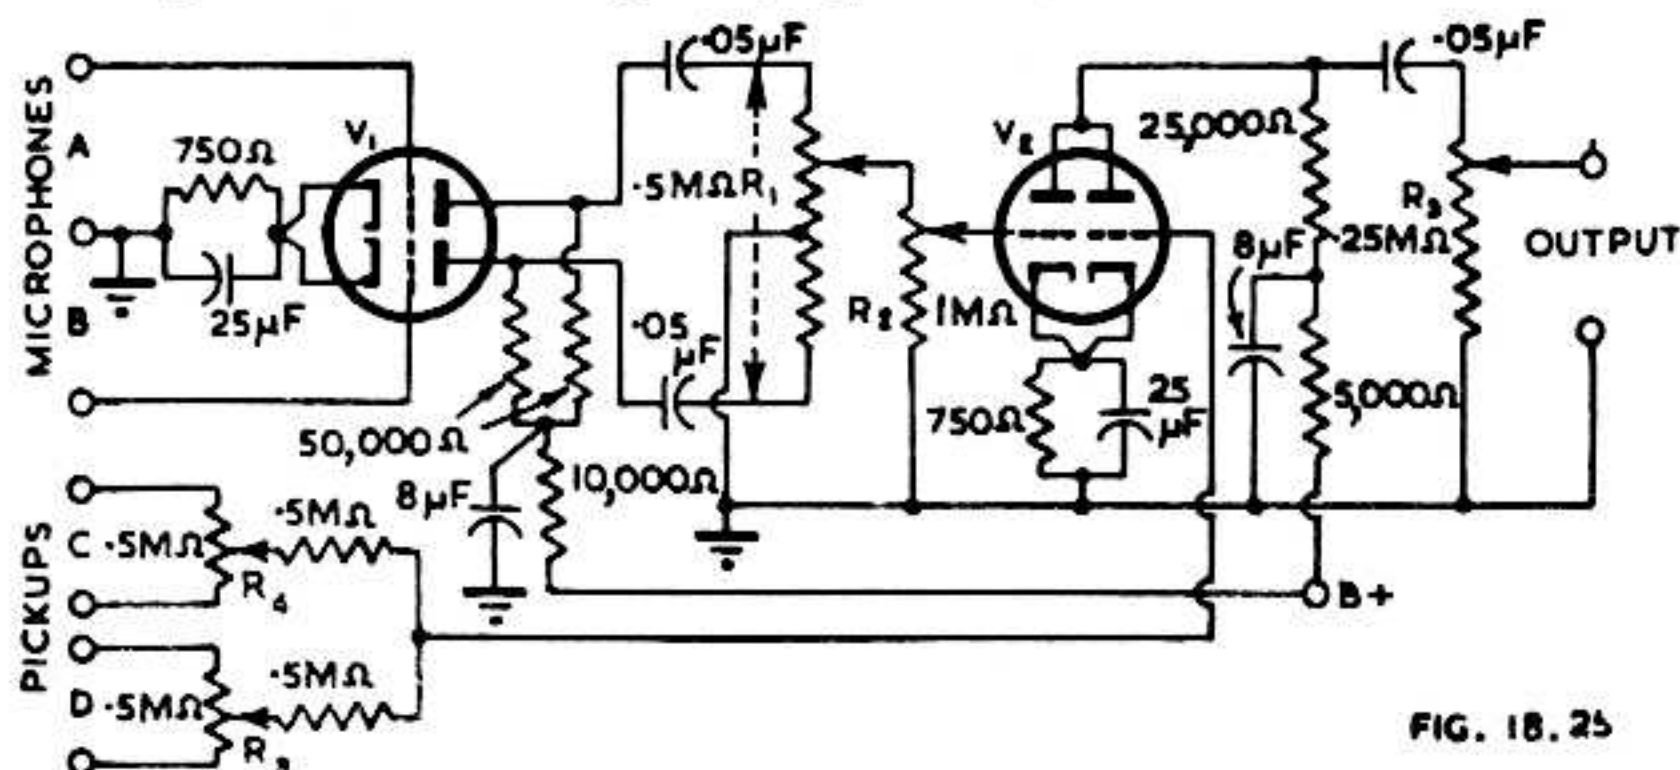 MICROPHONES
A
B
750Ω
25μF
V₁
.05μF
.5MΩ R₁
.05
μF
50,000Ω
8μF
10,000Ω
R₂
1MΩ
V₂
750Ω
25
μF
25,000Ω
8μF
.25MΩ
R₃
5,000Ω
.05μF
OUTPUT
B+
PICKUPS
C .5MΩ
R₄
.5MΩ
D .5MΩ
.5MΩ
FIG. 18.25